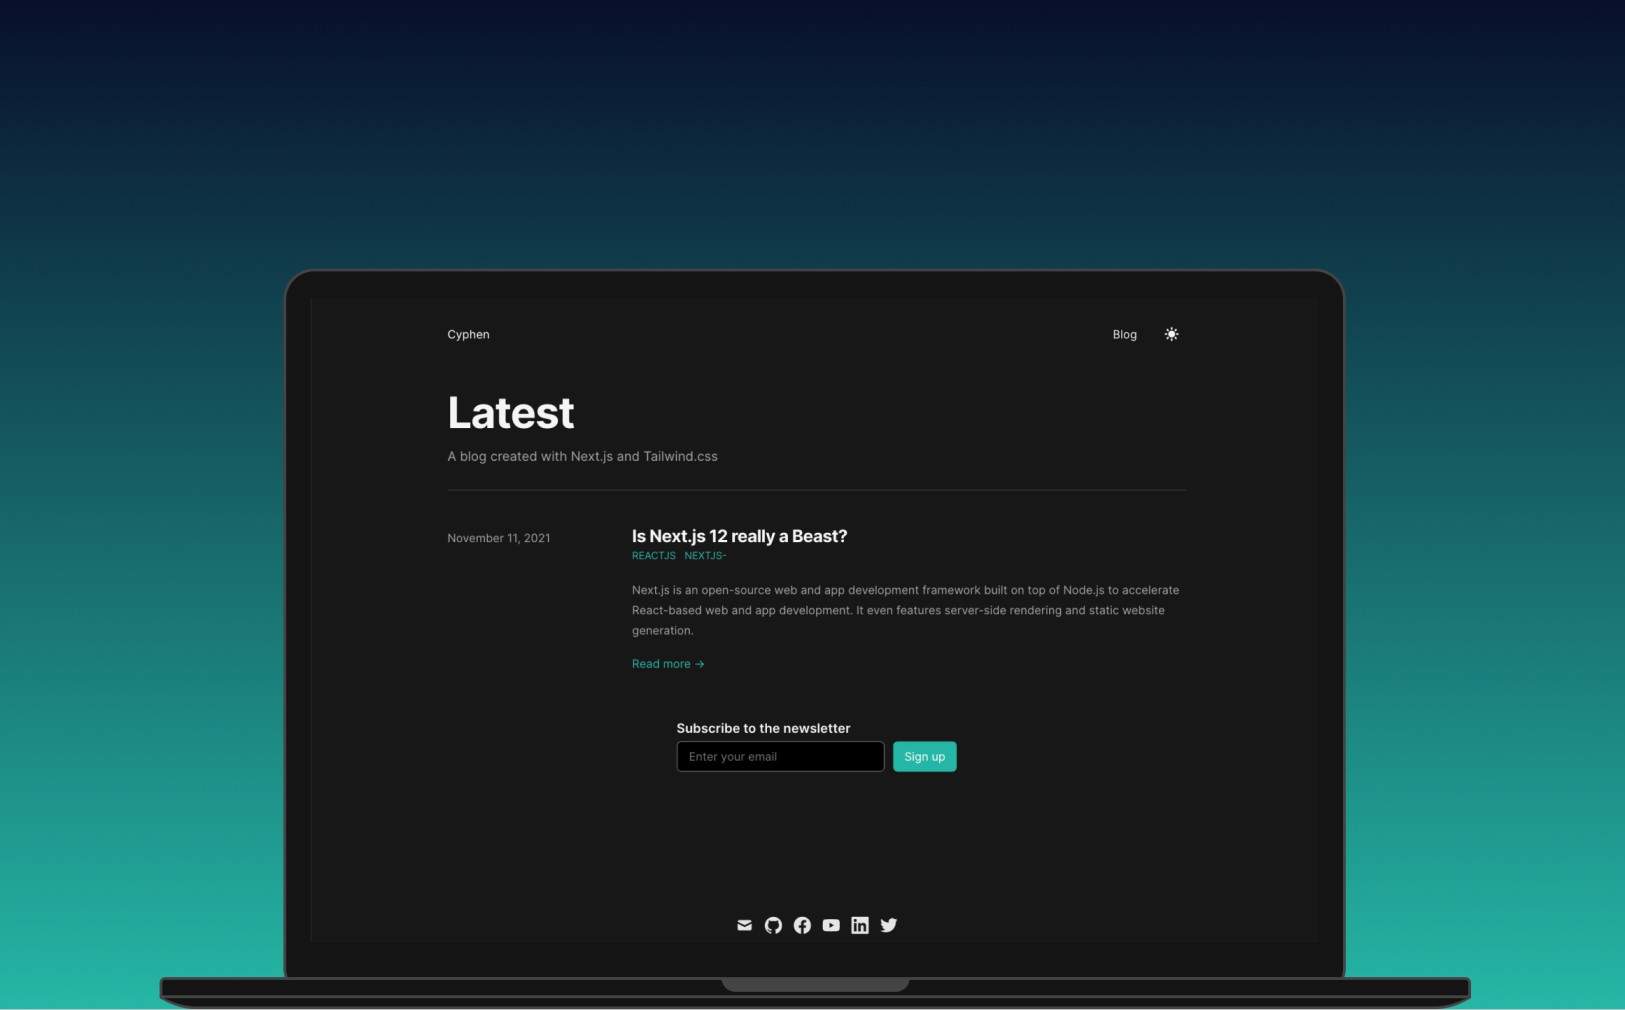 Cyphen
Blog
Latest
A blog created with Next.js and Tailwind.css
November 11, 2021
Is Next.js 12 really a Beast?
REACTJS NEXTJS-
Next.js is an open-source web and app development framework built on top of Node.js to accelerate
React-based web and app development. It even features server-side rendering and static website
generation.
Read more →
Subscribe to the newsletter
Enter your email
Sign up